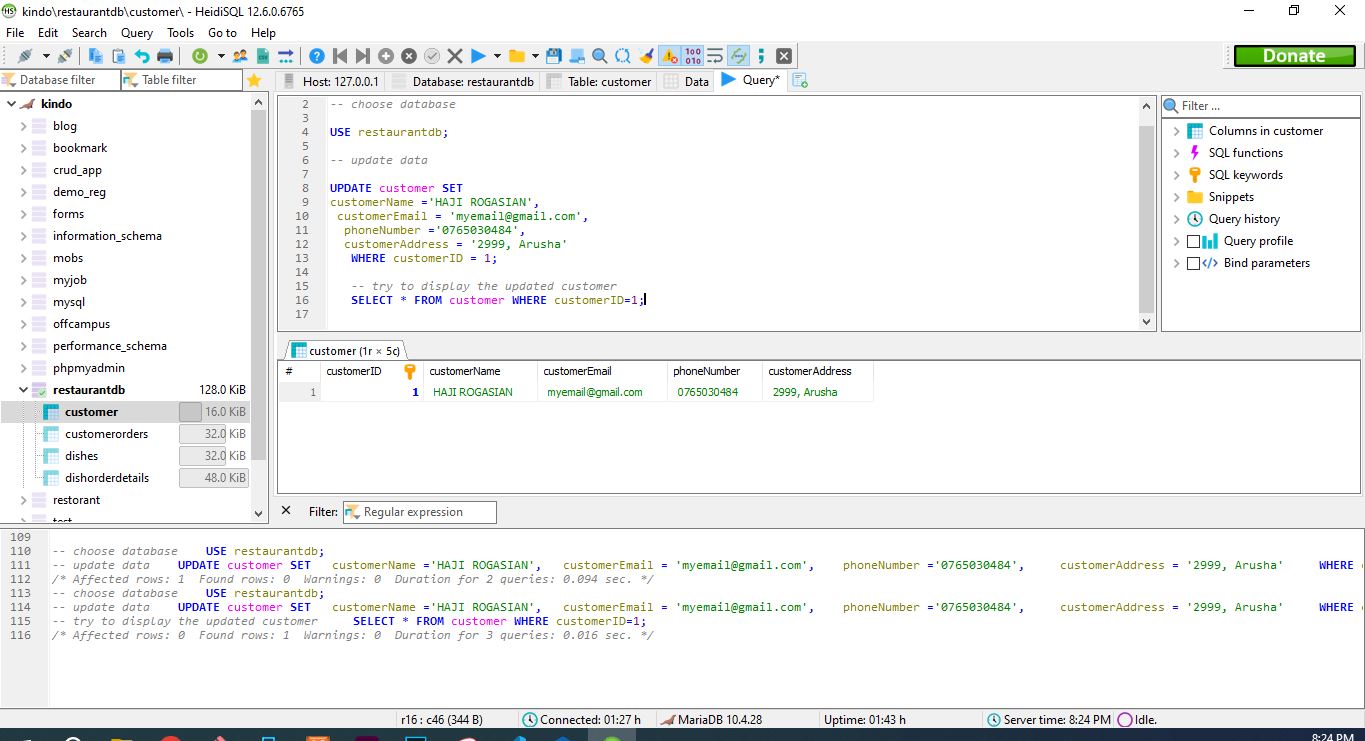 HS kindo\restaurantdb\customer\ - HeidiSQL 12.6.0.6765
File Edit Search Query Tools Go to Help
Donate
Database filter Table filter
Host: 127.0.0.1 Database: restaurantdb Table: customer Data Query*
kindo
blog
bookmark
crud_app
demo_reg
forms
information_schema
mobs
myjob
mysql
offcampus
performance_schema
phpmyadmin
restaurantdb 128.0 KiB
customer 16.0 KiB
customerorders 32.0 KiB
dishes 32.0 KiB
dishorderdetails 48.0 KiB
restorant
test
2 -- choose database
3
4 USE restaurantdb;
5
6 -- update data
7
8 UPDATE customer SET
9 customerName ='HAJI ROGASIAN',
10 customerEmail = 'myemail@gmail.com',
11 phoneNumber ='0765030484',
12 customerAddress = '2999, Arusha'
13 WHERE customerID = 1;
14
15 -- try to display the updated customer
16 SELECT * FROM customer WHERE customerID=1;
17
Filter ...
Columns in customer
SQL functions
SQL keywords
Snippets
Query history
Query profile
Bind parameters
customer (1r × 5c)
# customerID customerName customerEmail phoneNumber customerAddress
1 1 HAJI ROGASIAN myemail@gmail.com 0765030484 2999, Arusha
Filter: Regular expression
109
110 -- choose database USE restaurantdb;
111 -- update data UPDATE customer SET customerName ='HAJI ROGASIAN', customerEmail = 'myemail@gmail.com', phoneNumber ='0765030484', customerAddress = '2999, Arusha' WHERE
112 /* Affected rows: 1 Found rows: 0 Warnings: 0 Duration for 2 queries: 0.094 sec. */
113 -- choose database USE restaurantdb;
114 -- update data UPDATE customer SET customerName ='HAJI ROGASIAN', customerEmail = 'myemail@gmail.com', phoneNumber ='0765030484', customerAddress = '2999, Arusha' WHERE
115 -- try to display the updated customer SELECT * FROM customer WHERE customerID=1;
116 /* Affected rows: 0 Found rows: 1 Warnings: 0 Duration for 3 queries: 0.016 sec. */
r16 : c46 (344 B) Connected: 01:27 h MariaDB 10.4.28 Uptime: 01:43 h Server time: 8:24 PM Idle.
8:24 PM